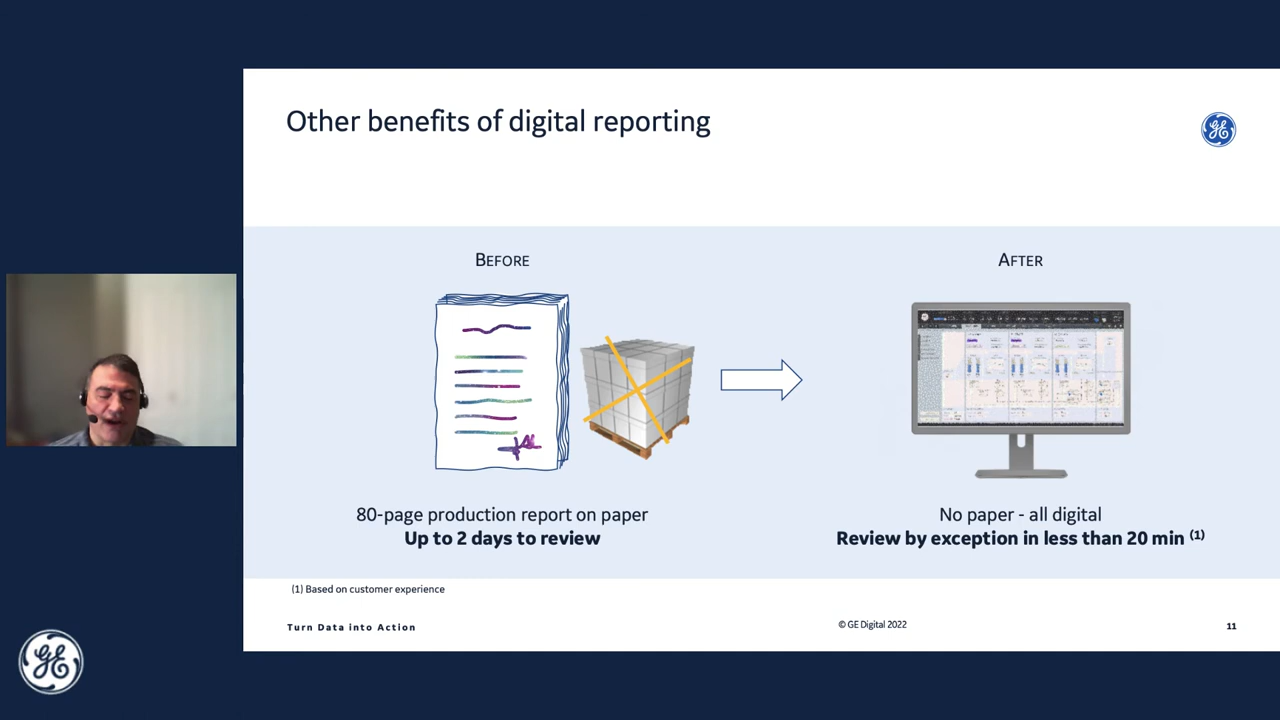 Other benefits of digital reporting
BEFORE
AFTER
80-page production report on paper
Up to 2 days to review
No paper - all digital
Review by exception in less than 20 min (1)
(1) Based on customer experience
Turn Data into Action
© GE Digital 2022
11